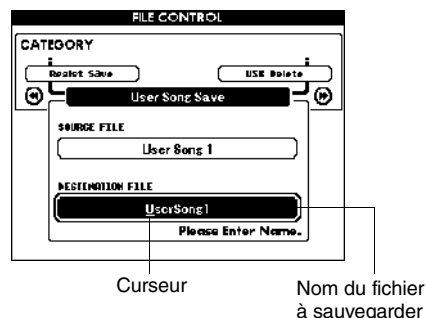 FILE CONTROL
CATEGORY
Regist Save
USB Delete
User Song Save
SOURCE FILE
User Song 1
DESTINATION FILE
UserSong1
Please Enter Name.
Curseur
Nom du fichier
à sauvegarder